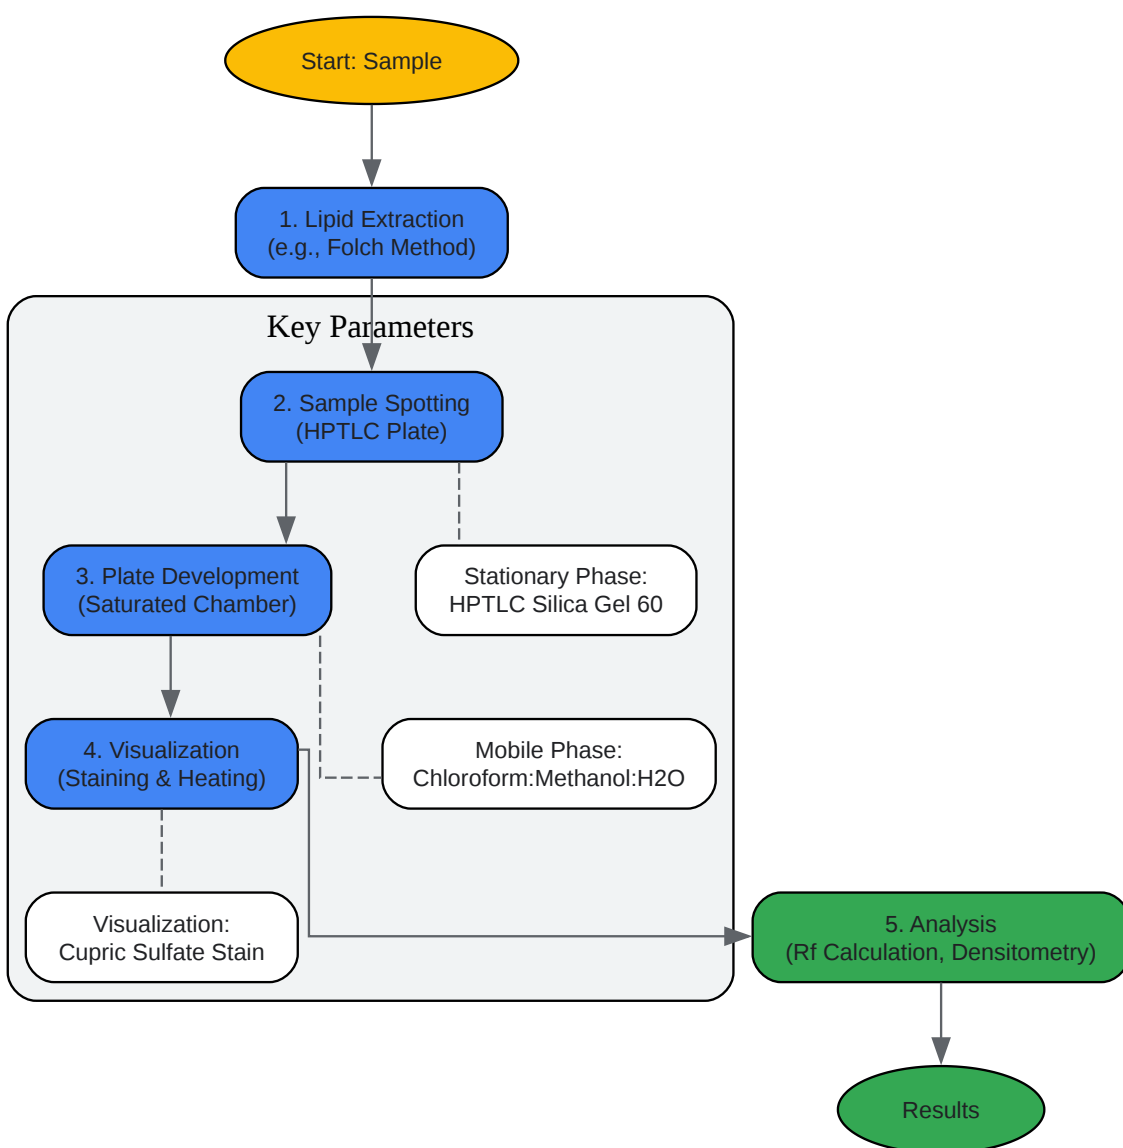 Start: Sample
1. Lipid Extraction
(e.g., Folch Method)
Key Parameters
2. Sample Spotting
(HPTLC Plate)
3. Plate Development
(Saturated Chamber)
Stationary Phase:
HPTLC Silica Gel 60
4. Visualization
(Staining & Heating)
Mobile Phase:
Chloroform:Methanol:H2O
Visualization:
Cupric Sulfate Stain
5. Analysis
(Rf Calculation, Densitometry)
Results